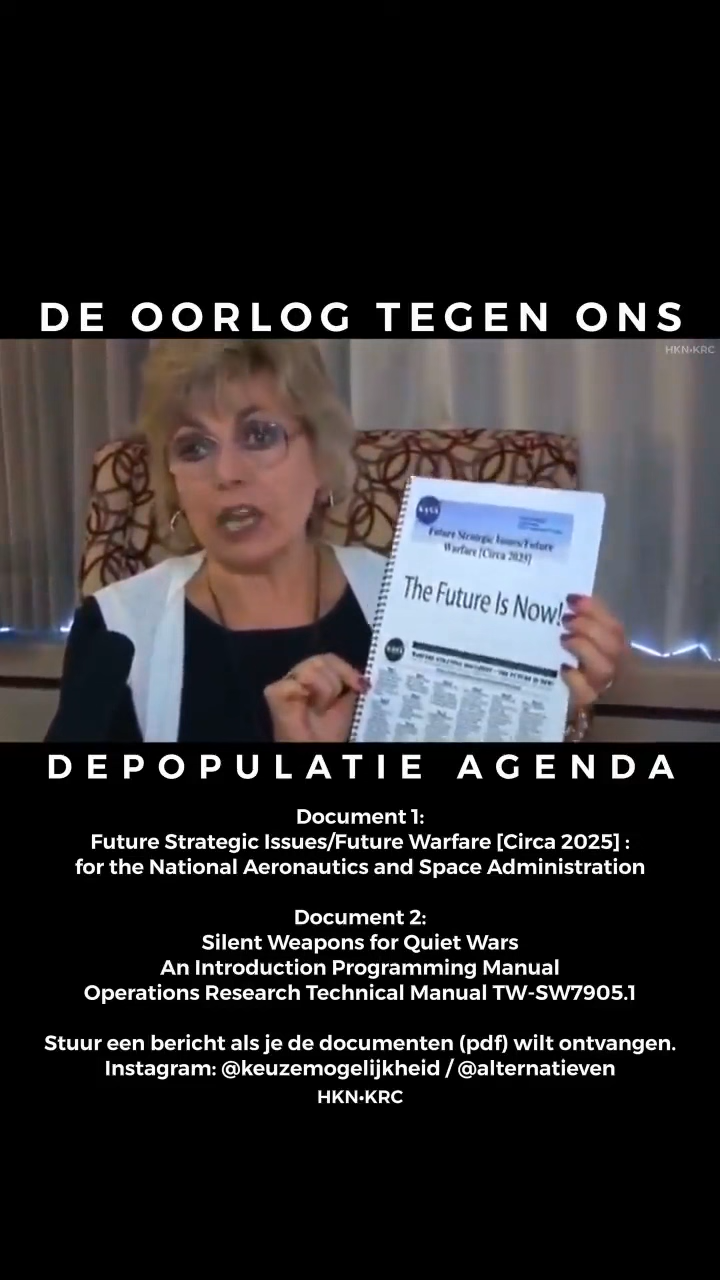 DE OORLOG TEGEN ONS
HKN•KRC
NASA
Future Strategic Issues/Future
Warfare [Circa 2025]
The Future Is Now!
NASA
DEPOPULATIE AGENDA
Document 1:
Future Strategic Issues/Future Warfare [Circa 2025] :
for the National Aeronautics and Space Administration
Document 2:
Silent Weapons for Quiet Wars
An Introduction Programming Manual
Operations Research Technical Manual TW-SW7905.1
Stuur een bericht als je de documenten (pdf) wilt ontvangen.
Instagram: @keuzemogelijkheid / @alternatieven
HKN•KRC